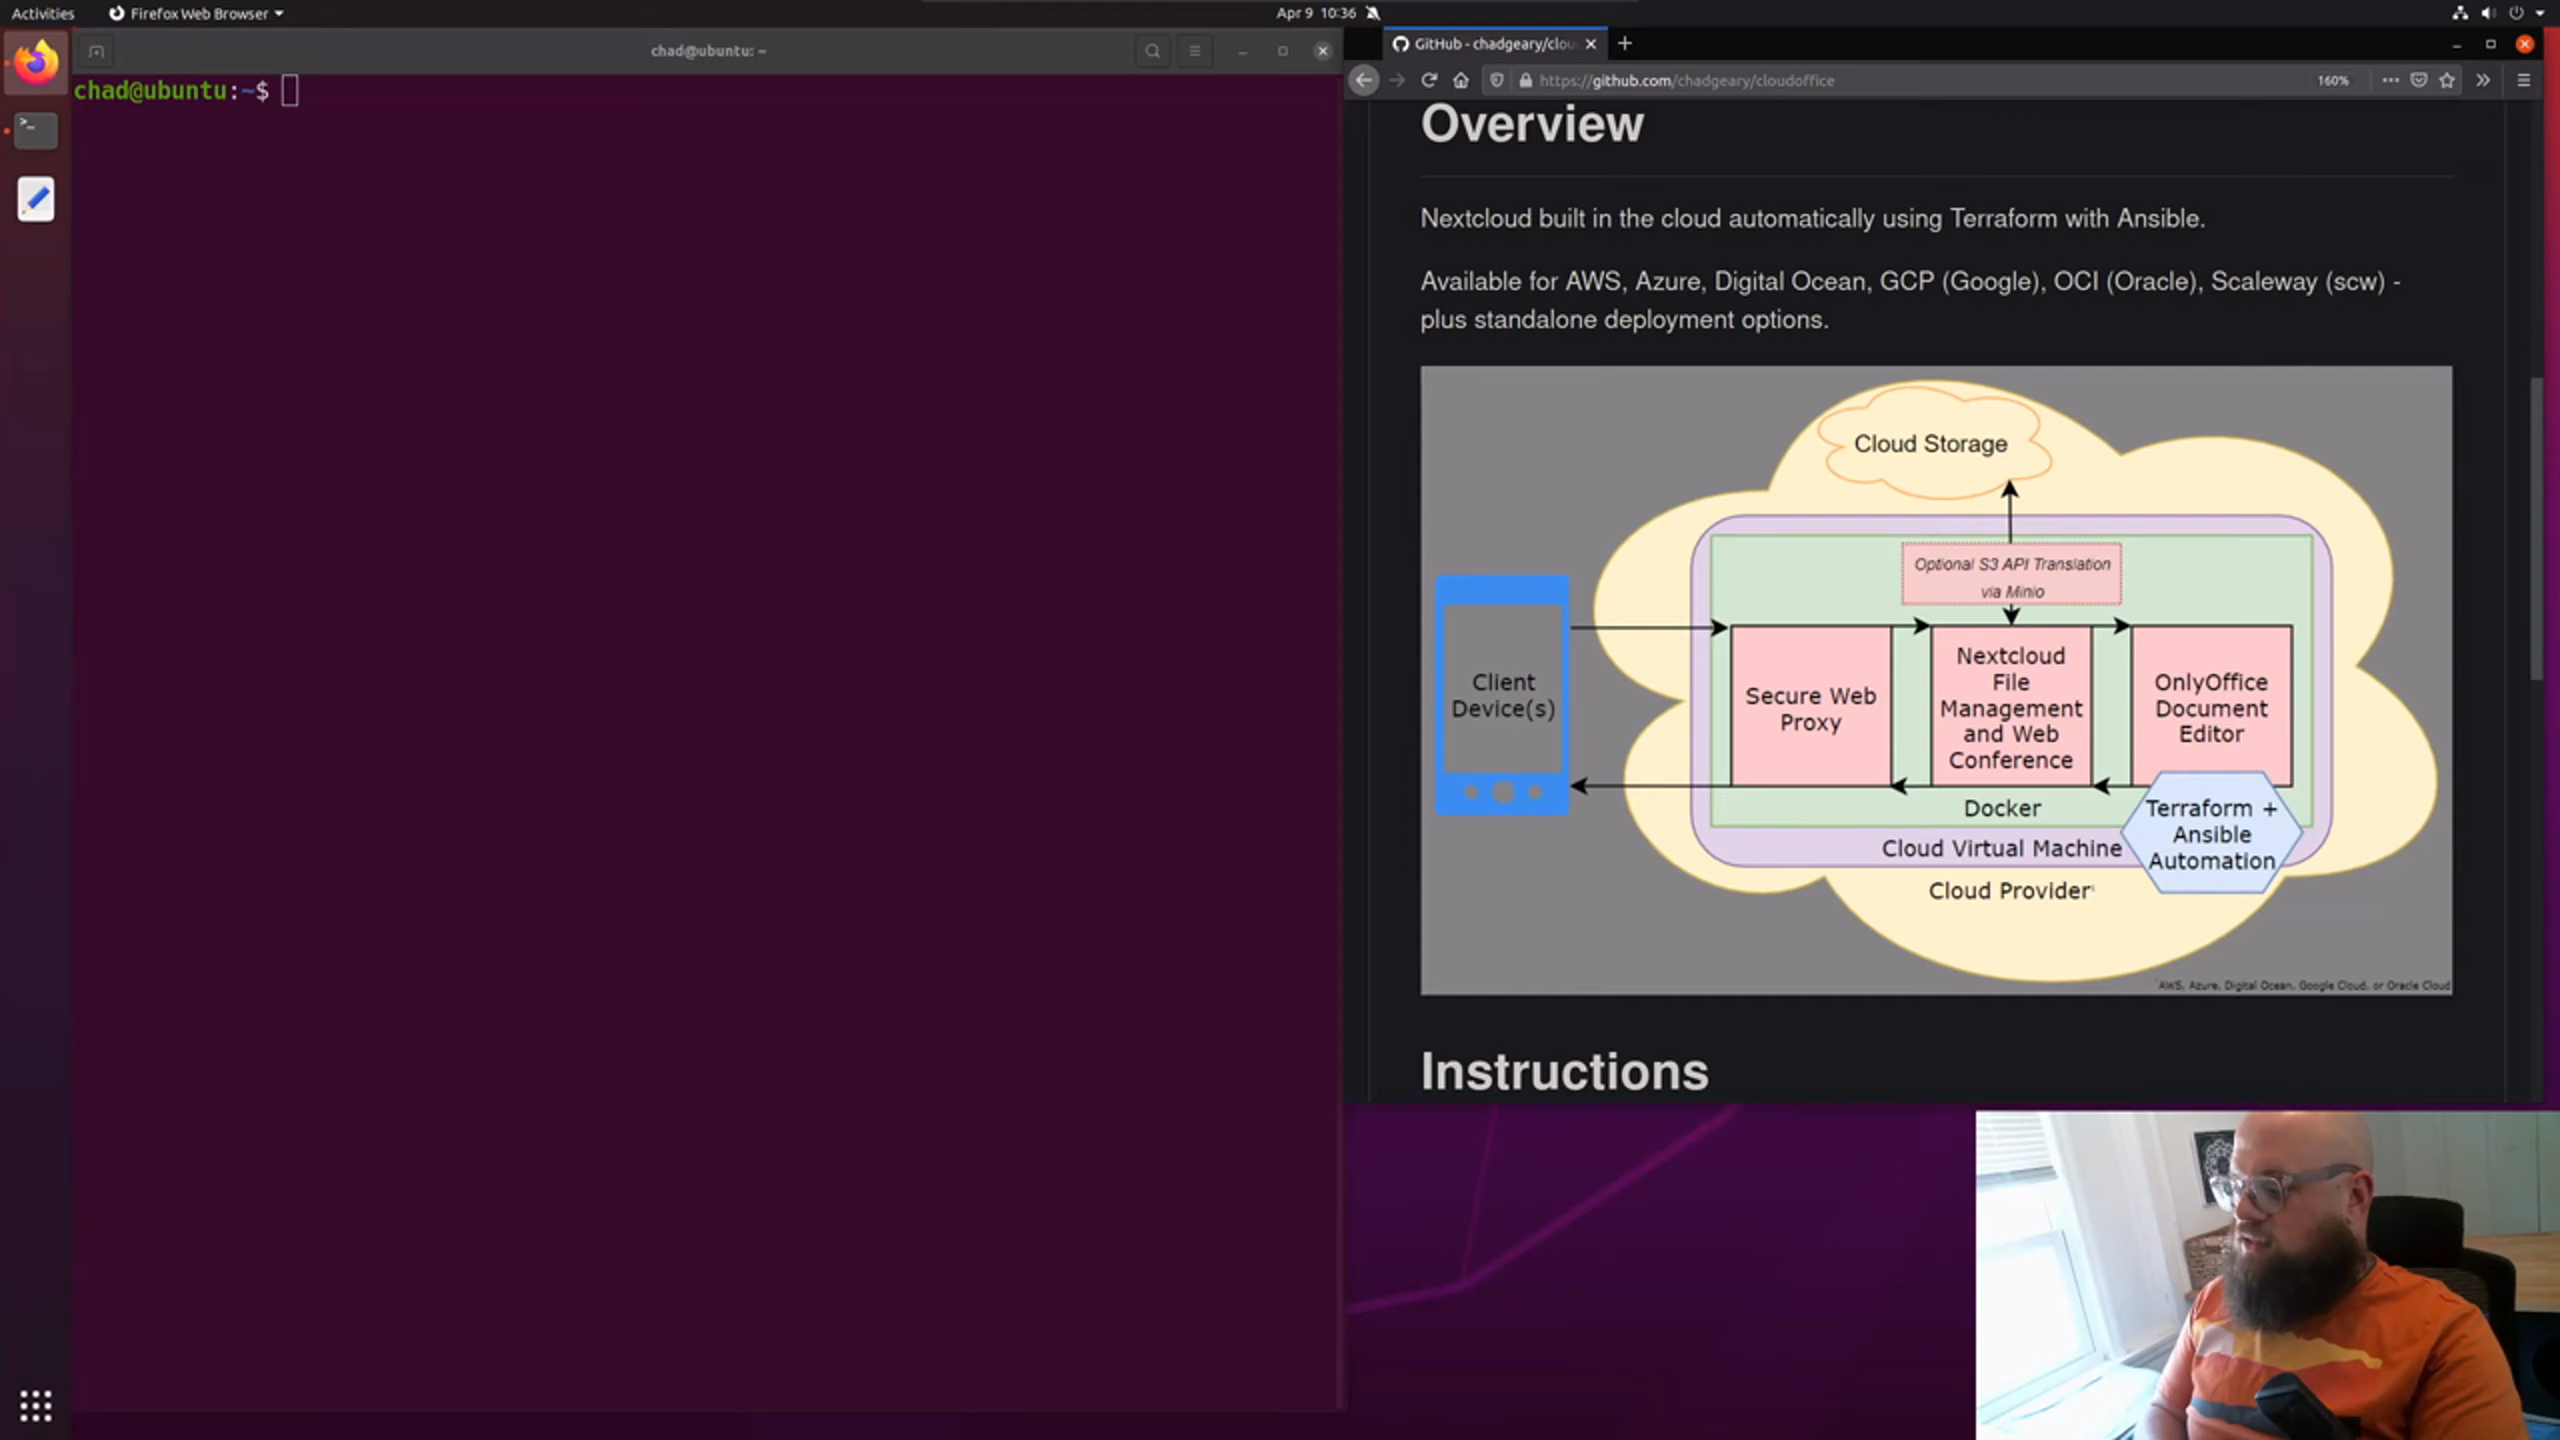 Activities
Firefox Web Browser
Apr 9 10:36
chad@ubuntu: ~
chad@ubuntu:~$
GitHub - chadgeary/clou
https://github.com/chadgeary/cloudoffice
160%
Overview
Nextcloud built in the cloud automatically using Terraform with Ansible.
Available for AWS, Azure, Digital Ocean, GCP (Google), OCI (Oracle), Scaleway (scw) -
plus standalone deployment options.
Cloud Storage
Optional S3 API Translation
via Minio
Client
Device(s)
Secure Web
Proxy
Nextcloud
File
Management
and Web
Conference
OnlyOffice
Document
Editor
Docker
Cloud Virtual Machine
Terraform +
Ansible
Automation
Cloud Provider
AWS, Azure, Digital Ocean, Google Cloud, or Oracle Cloud
Instructions